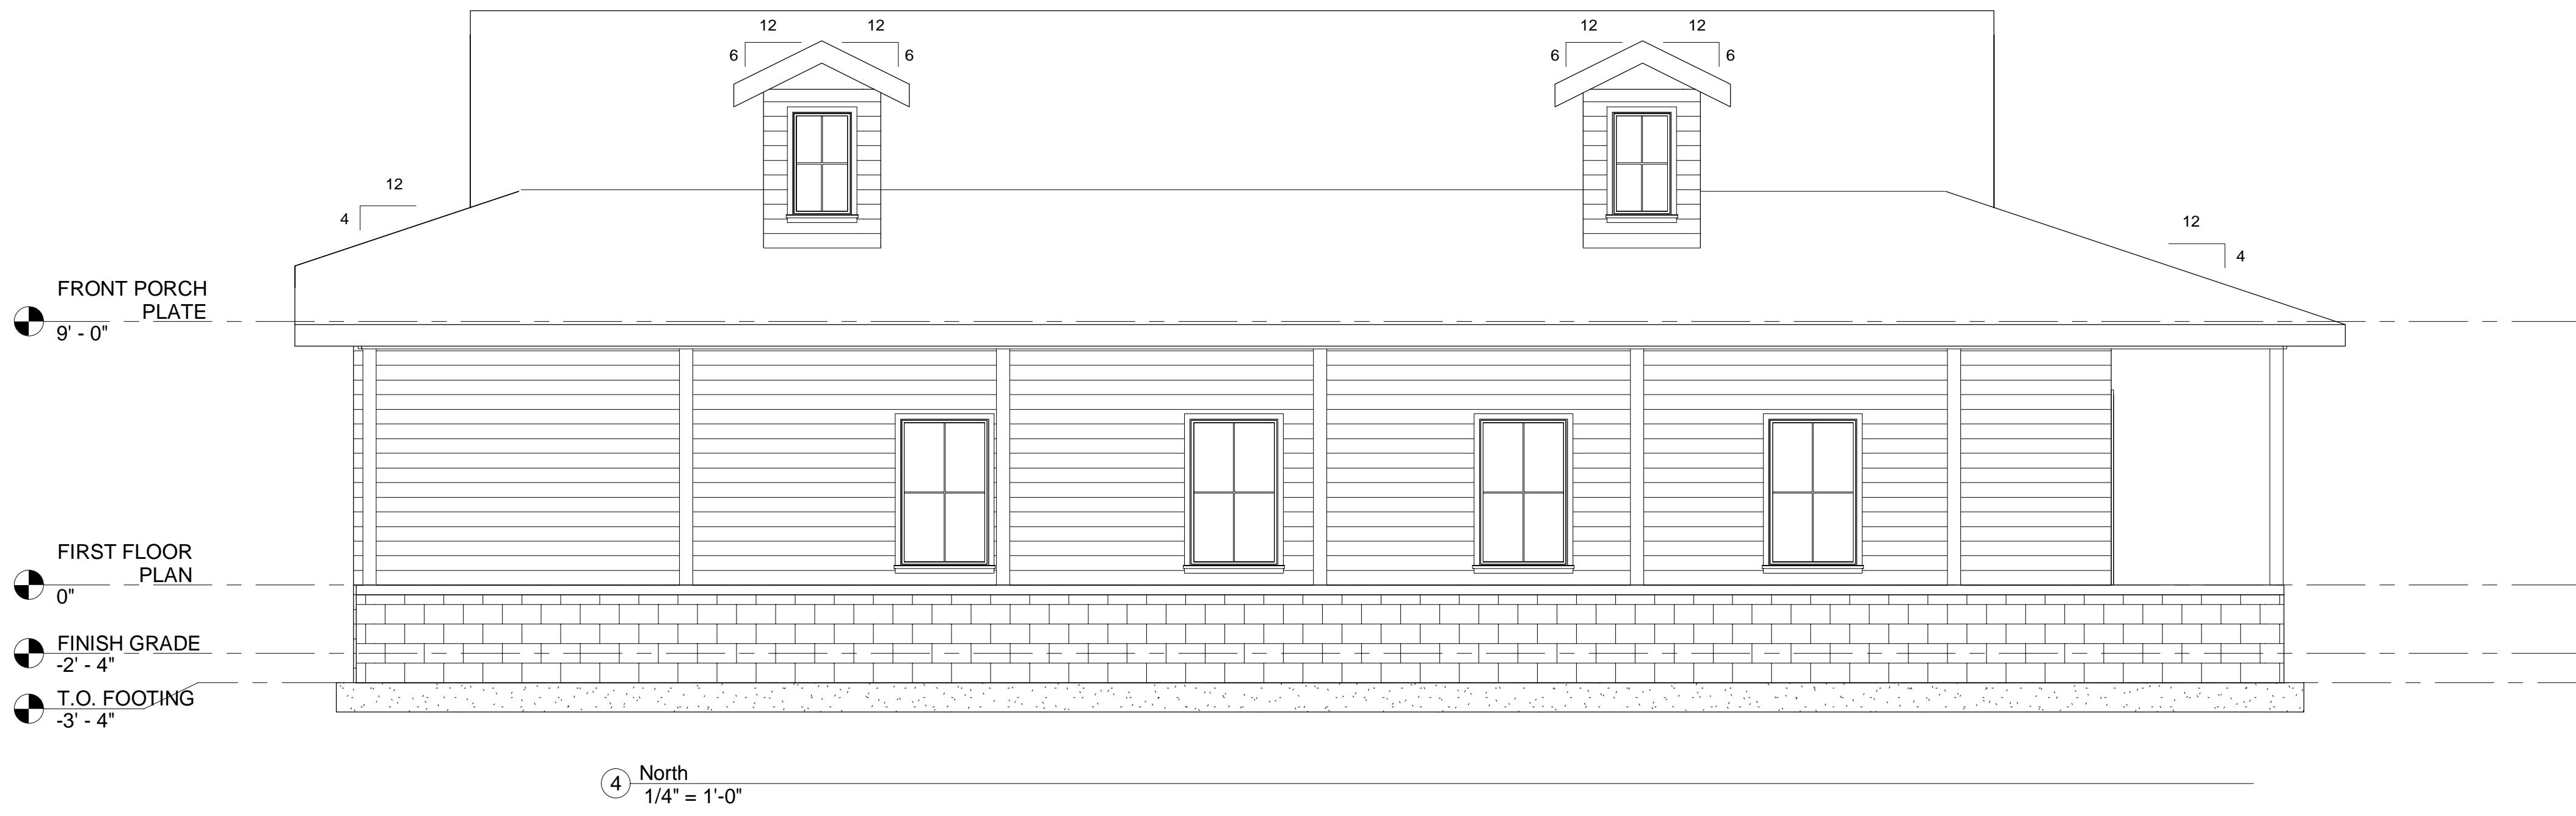 12 12 12 12
6 6 6 6
12
4
12
4
FRONT PORCH
PLATE
9' - 0"
FIRST FLOOR
PLAN
0"
FINISH GRADE
-2' - 4"
T.O. FOOTING
-3' - 4"
4 North
1/4" = 1'-0"